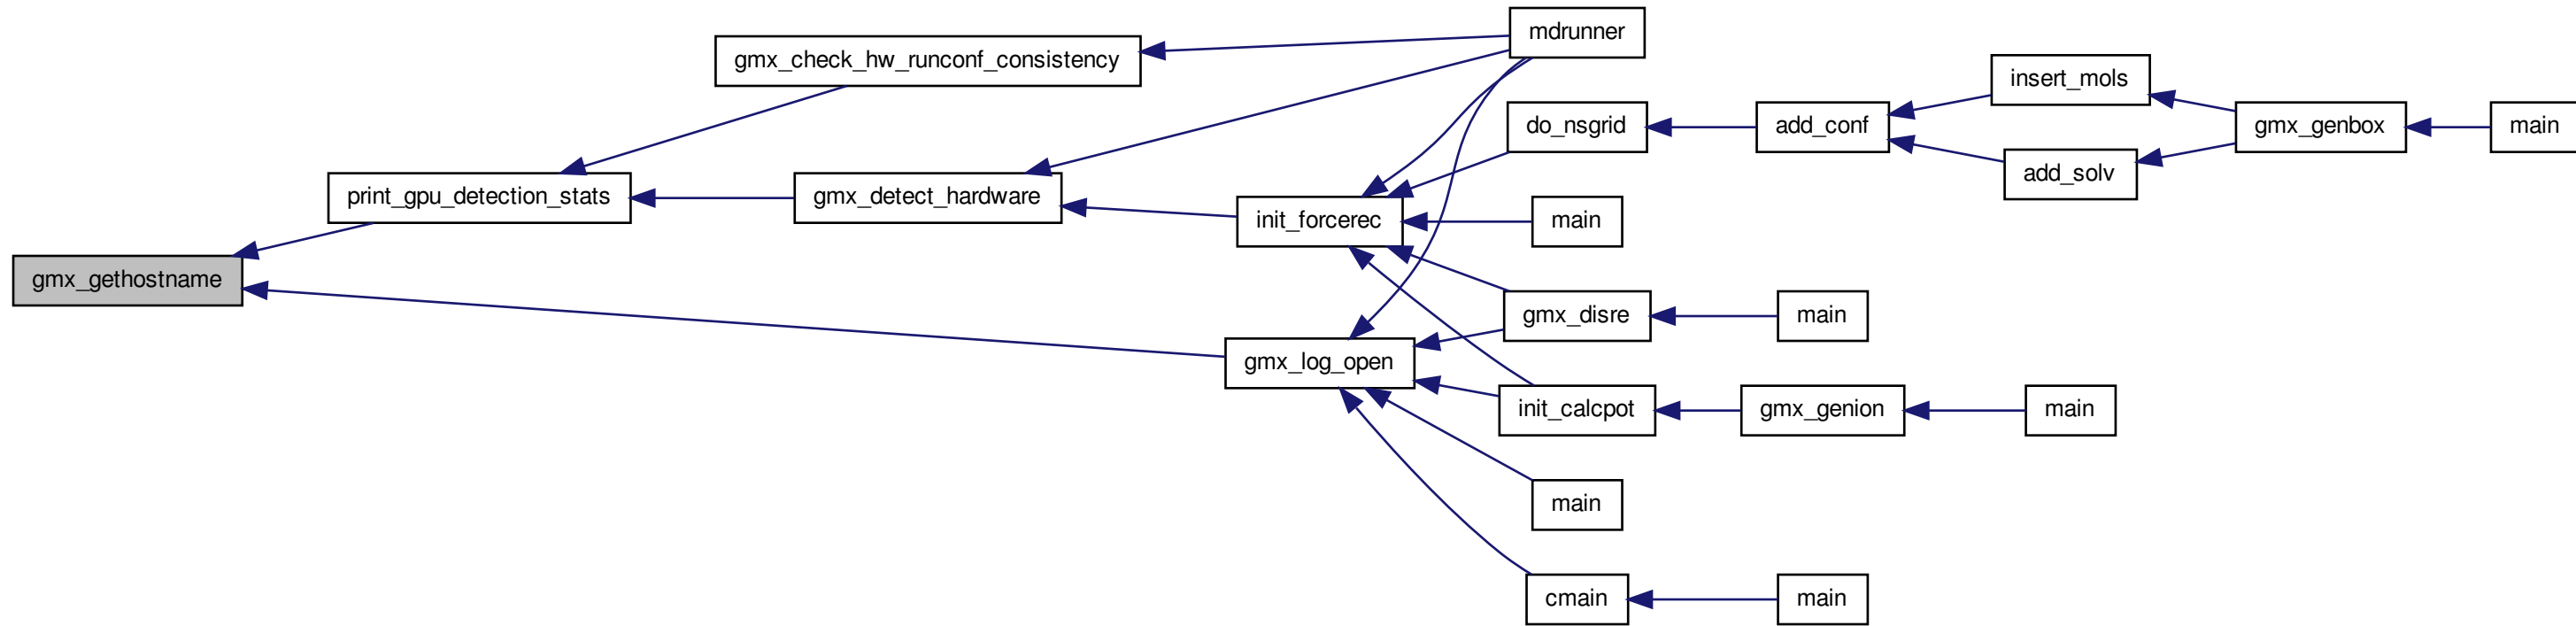 mdrunner
gmx_check_hw_runconf_consistency
insert_mols
do_nsgrid
add_conf
gmx_genbox
main
add_solv
print_gpu_detection_stats
gmx_detect_hardware
init_forcerec
main
gmx_gethostname
gmx_disre
main
gmx_log_open
init_calcpot
gmx_genion
main
main
cmain
main